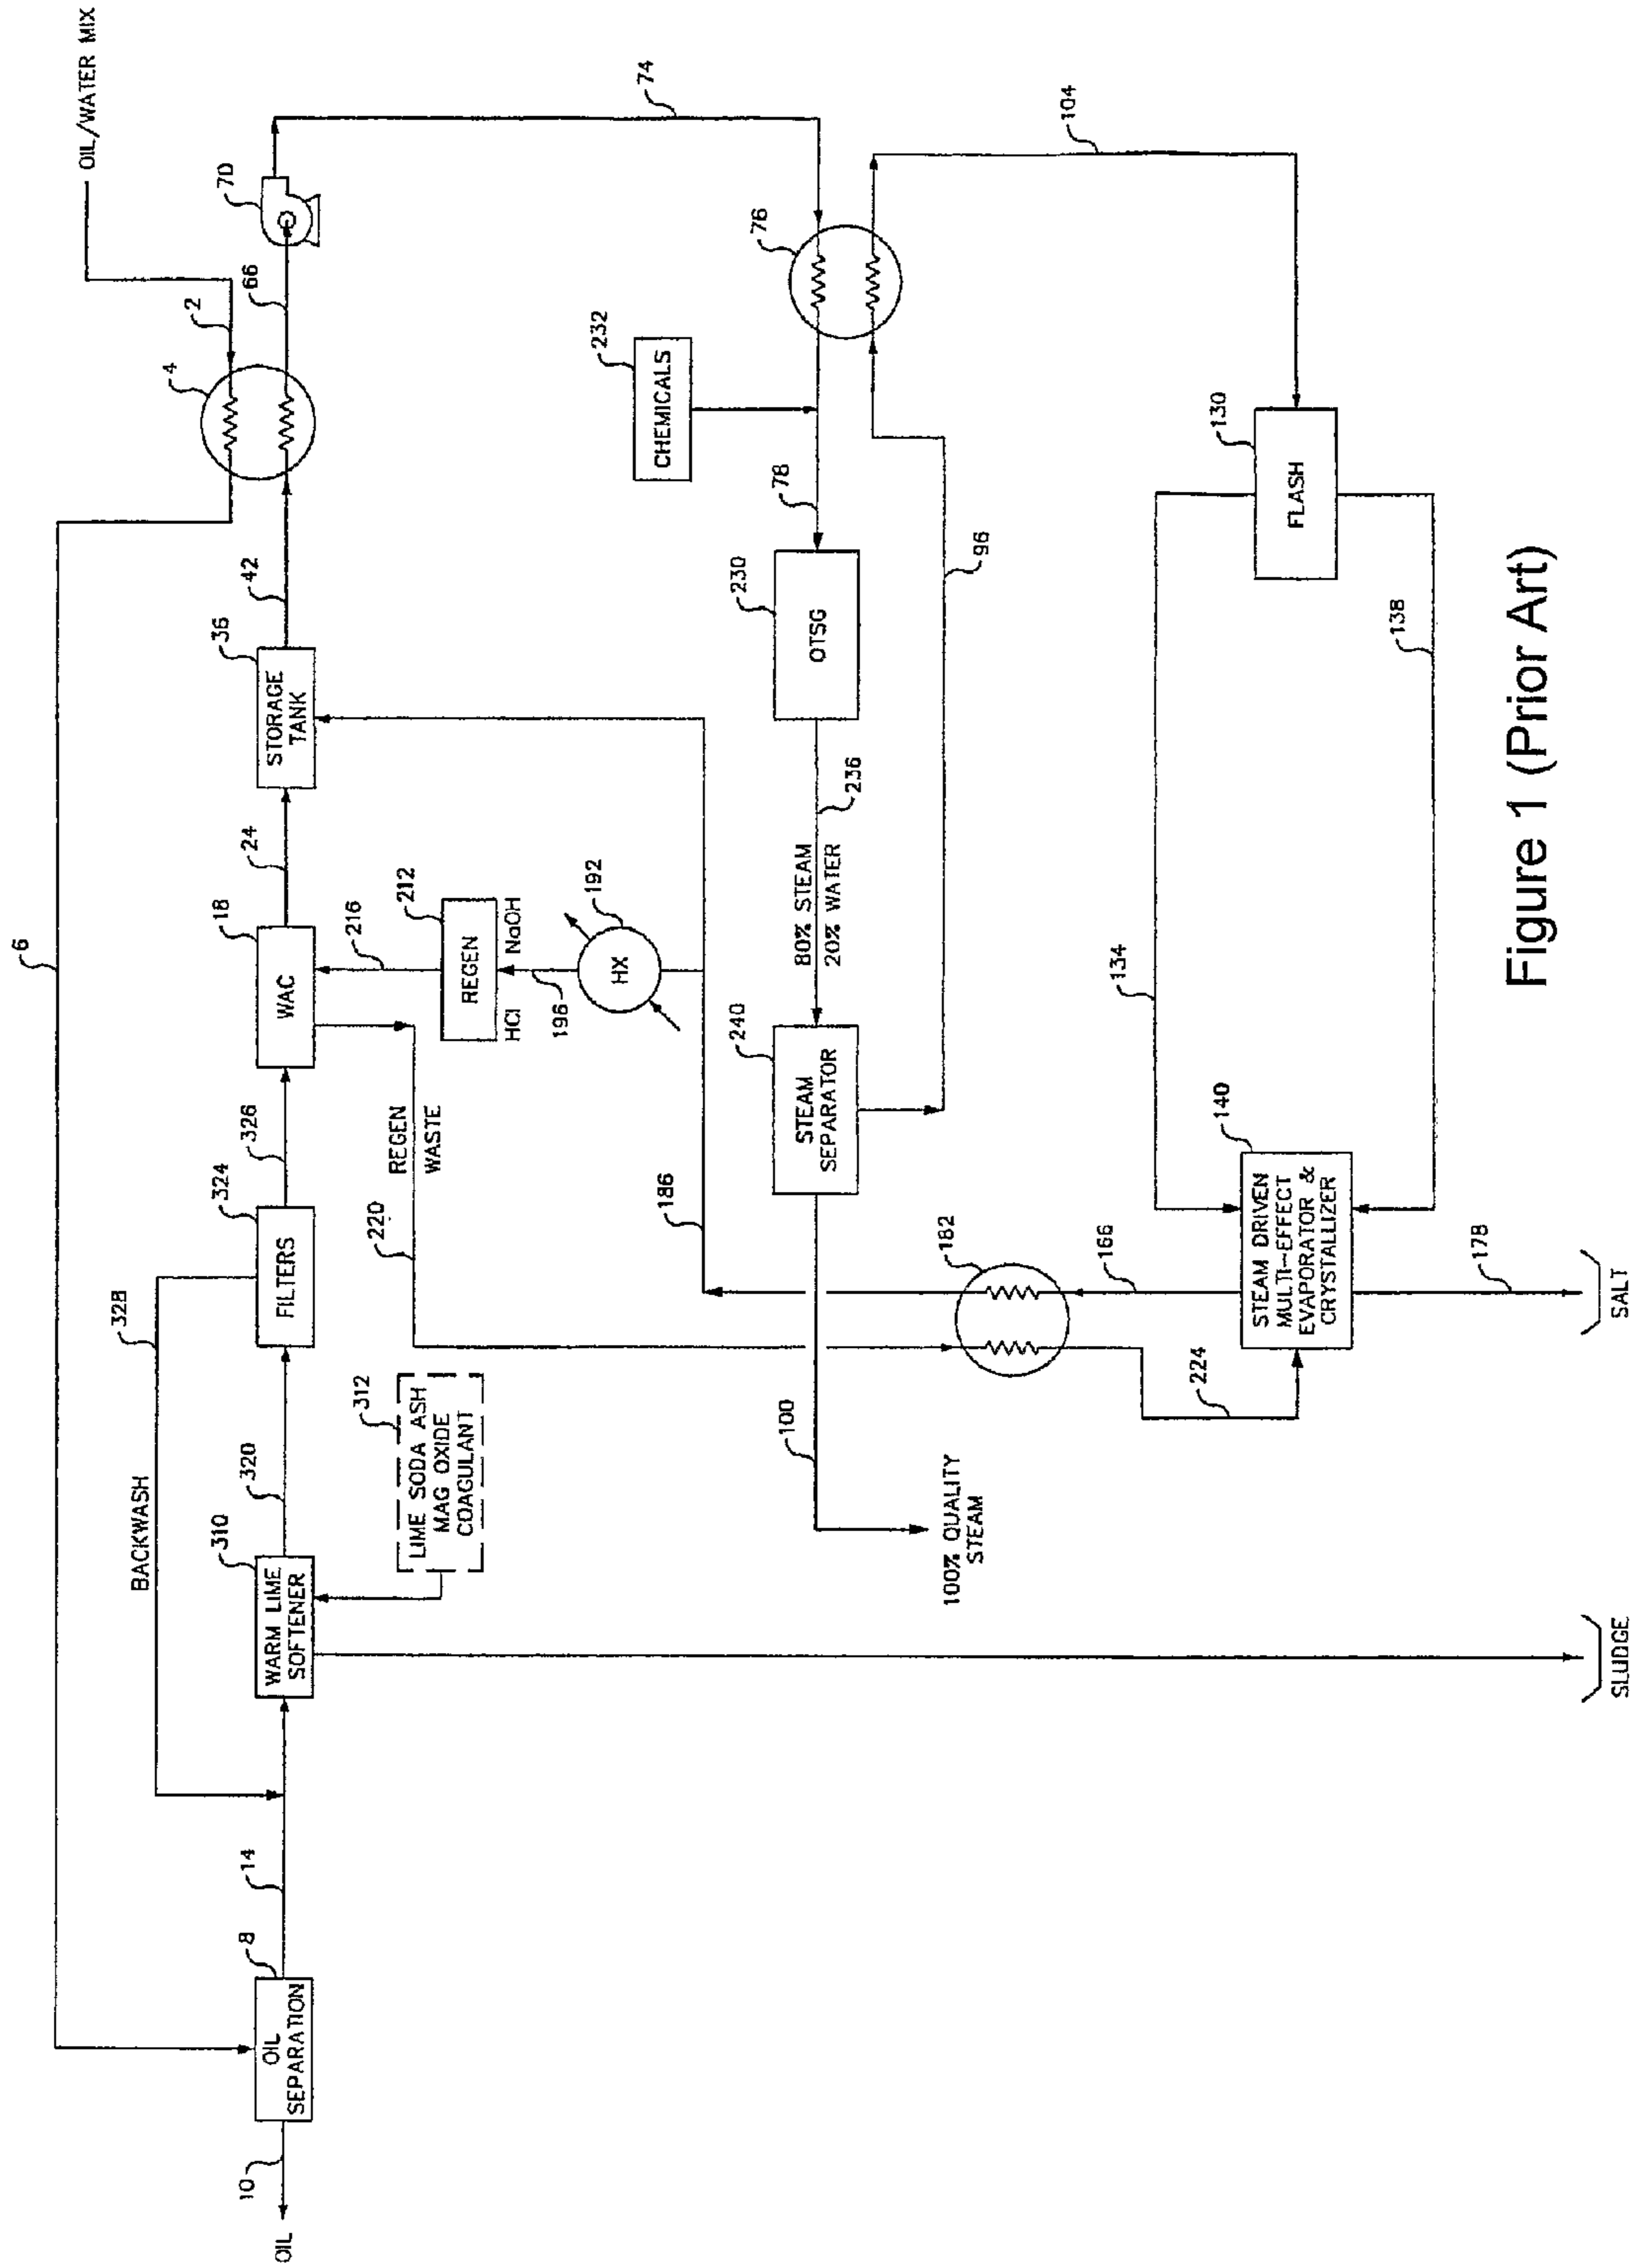 OIL/WATER MIX
6
2
4
66
70
74
42
36
STORAGE
TANK
24
18
WAC
326
324
FILTERS
328
BACKWASH
320
310
WARM LIME
SOFTENER
14
8
OIL
SEPARATION
10
OIL
312
LIME SODA ASH
MAG OXIDE
COAGULANT
220
REGEN
WASTE
216
212
REGEN
HCl
NaOH
196
192
HX
186
232
CHEMICALS
76
78
230
OTSG
236
80% STEAM
20% WATER
240
STEAM
SEPARATOR
96
104
100
100% QUALITY
STEAM
182
166
224
140
STEAM DRIVEN
MULTI-EFFECT
EVAPORATOR &
CRYSTALLIZER
134
130
FLASH
138
178
SALT
SLUDGE
Figure 1 (Prior Art)